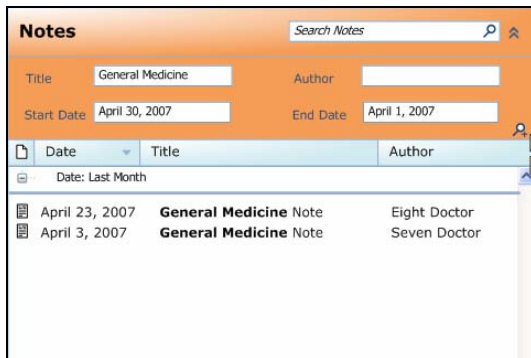 Notes Search Notes
Title General Medicine Author
Start Date April 30, 2007 End Date April 1, 2007
Date Title Author
Date: Last Month
April 23, 2007 General Medicine Note Eight Doctor
April 3, 2007 General Medicine Note Seven Doctor